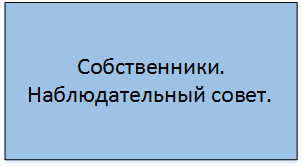 Собственники.
Наблюдательный совет.